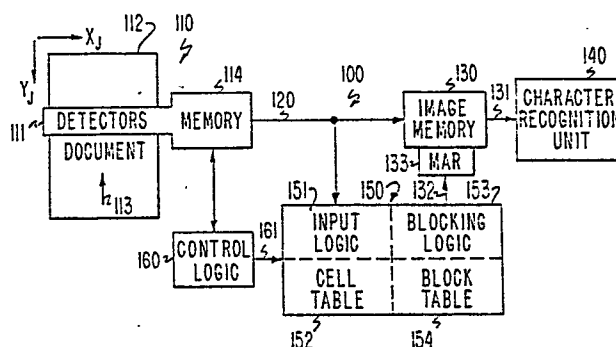 112
110
X_J
Y_J
114
100
130
140
120
131
111
DETECTORS
MEMORY
IMAGE
MEMORY
CHARACTER
RECOGNITION
UNIT
DOCUMENT
133
MAR
113
151
150
132
153
160
CONTROL
LOGIC
161
INPUT
LOGIC
BLOCKING
LOGIC
CELL
TABLE
BLOCK
TABLE
152
154